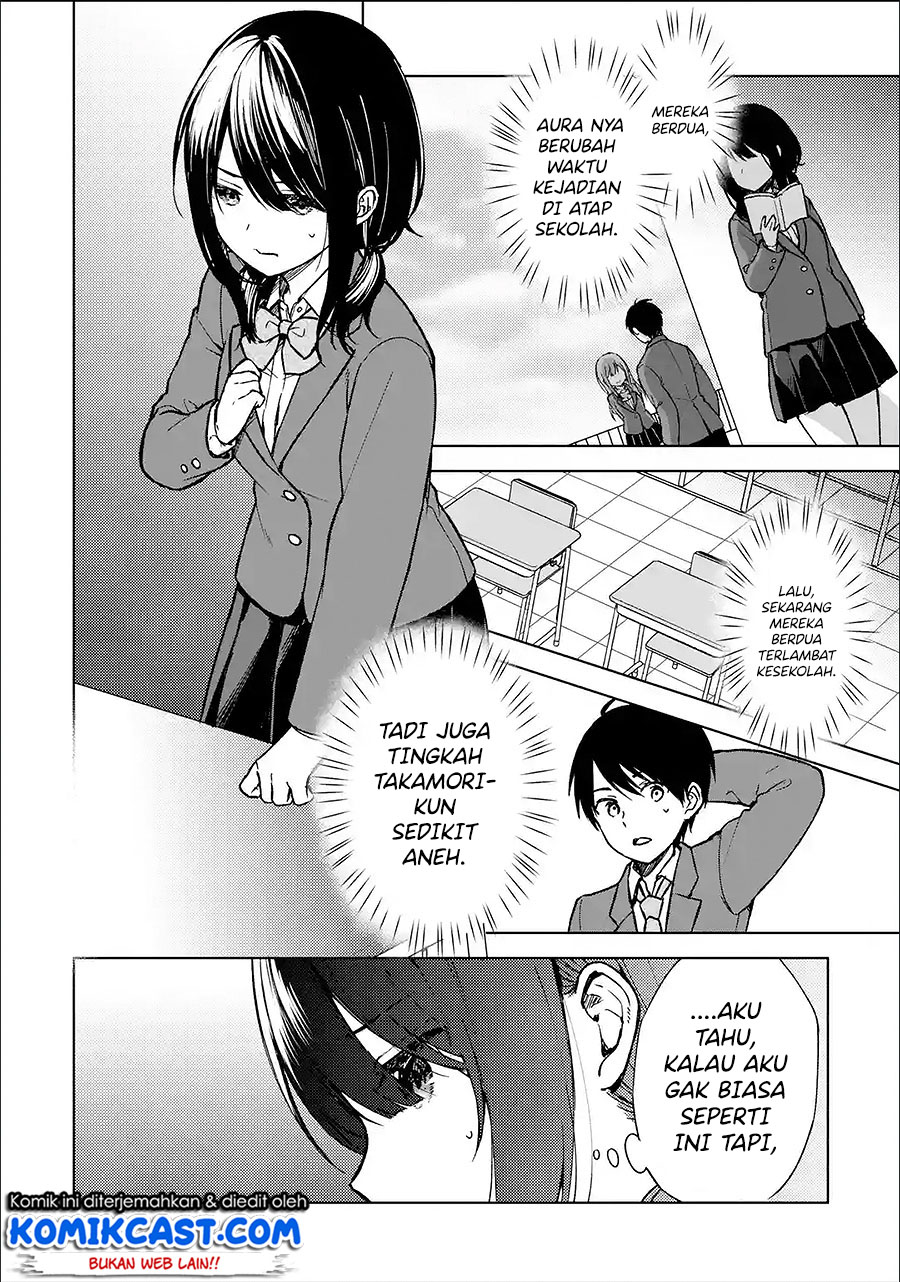 MEREKA
BERDUA,
AURA NYA
BERUBAH
WAKTU
KEJADIAN
DI ATAP
SEKOLAH.
LALU,
SEKARANG
MEREKA
BERDUA
TERLAMBAT
KESEKOLAH.
TADI JUGA
TINGKAH
TAKAMORI-
KUN
SEDIKIT
ANEH.
....AKU
TAHU,
KALAU AKU
GAK BIASA
SEPERTI
INI TAPI,
Komik ini diterjemahkan & diedit oleh
KOMIKCAST.COM
BUKAN WEB LAIN!!